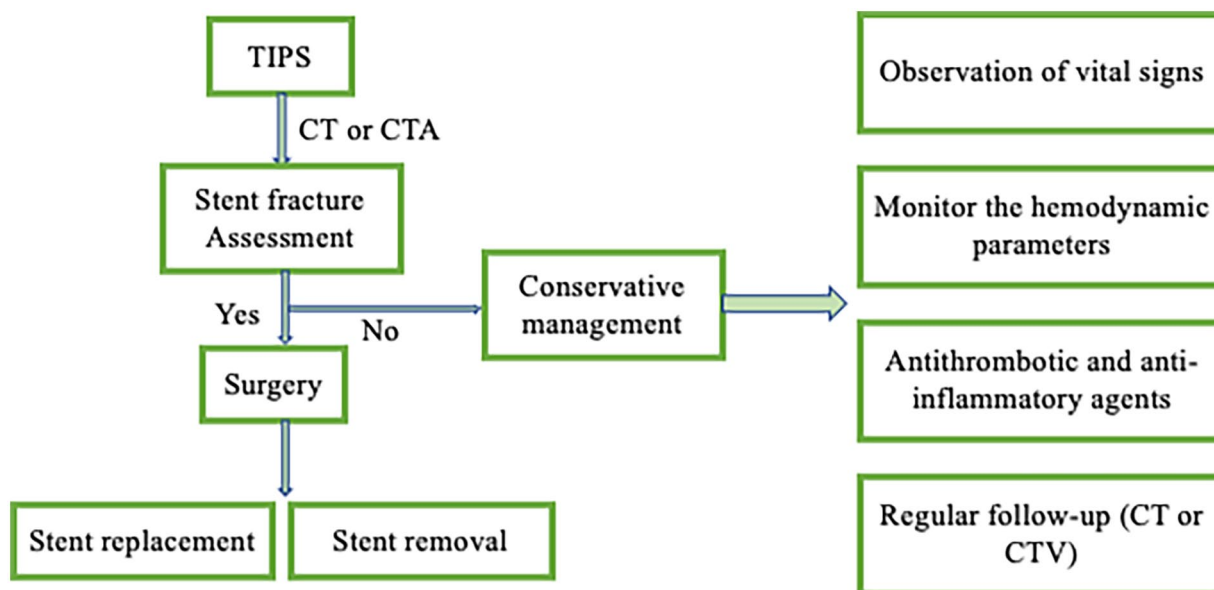 TIPS
CT or CTA
Stent fracture
Assessment
Yes
No
Surgery
Stent replacement
Stent removal
Conservative
management
Observation of vital signs
Monitor the hemodynamic
parameters
Antithrombotic and anti-
inflammatory agents
Regular follow-up (CT or
CTV)